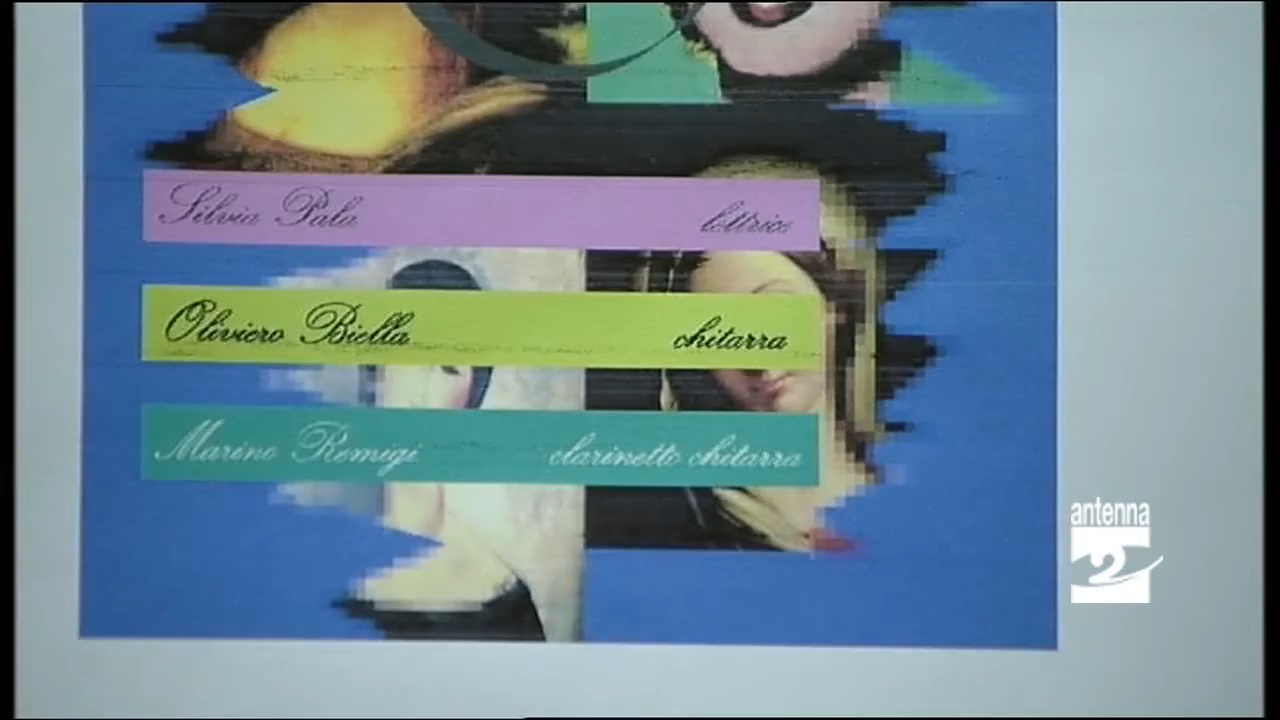 Silvia Pala lettrice
Oliviero Biella chitarra
Marino Remigi clarinetto chitarra
antenna
2